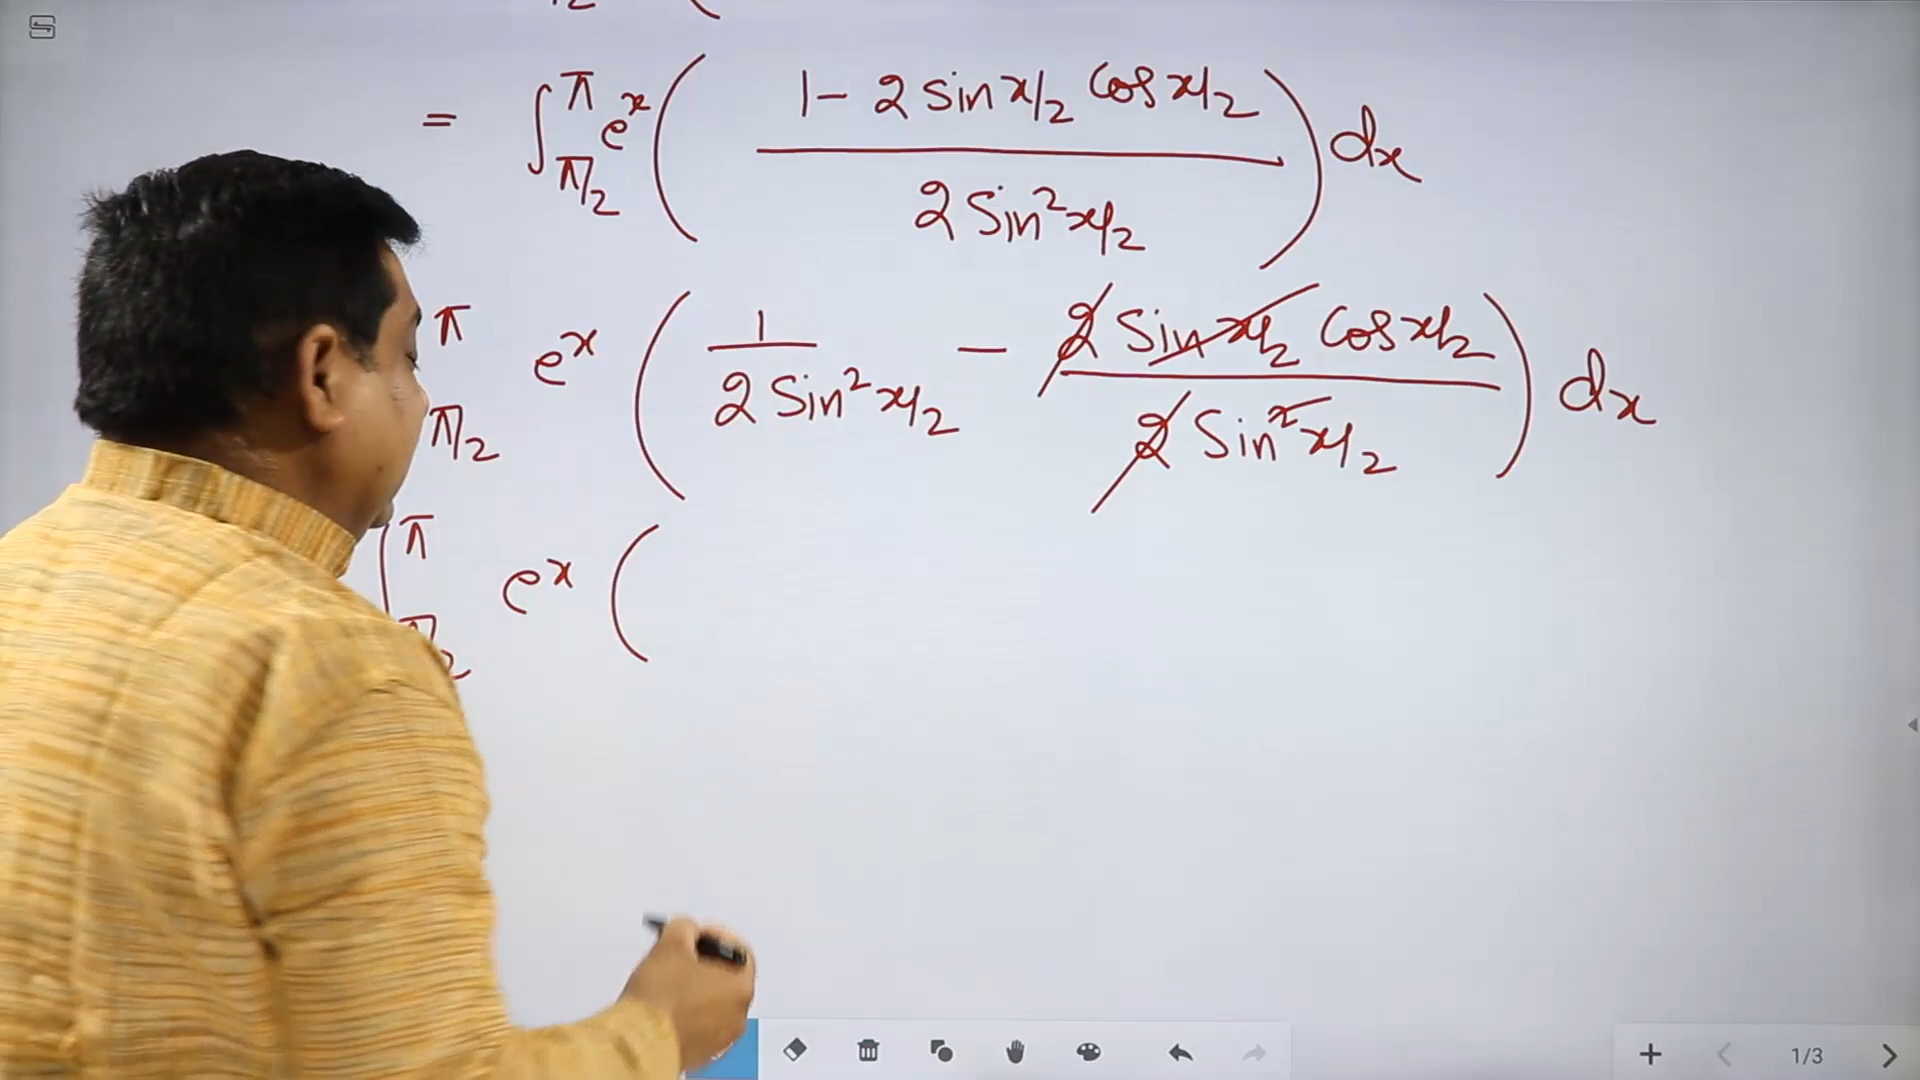 = ∫ π π/2 e^x ( 1 - 2 sin x/2 cos x/2 / 2 sin² x/2 ) dx
π π/2 e^x ( 1 / 2 sin² x/2 - 2 sin x/2 cos x/2 / 2 sin² x/2 ) dx
∫ π π/2 e^x (
1/3